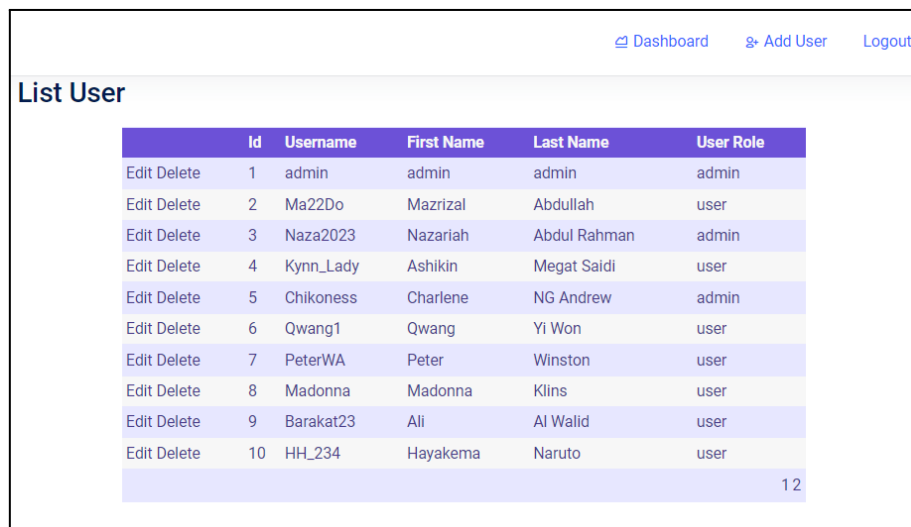 Dashboard Add User Logout
List User
Id Username First Name Last Name User Role
Edit Delete 1 admin admin admin admin
Edit Delete 2 Ma22Do Mazrizal Abdullah user
Edit Delete 3 Naza2023 Nazariah Abdul Rahman admin
Edit Delete 4 Kynn_Lady Ashikin Megat Saidi user
Edit Delete 5 Chikoness Charlene NG Andrew admin
Edit Delete 6 Qwang1 Qwang Yi Won user
Edit Delete 7 PeterWA Peter Winston user
Edit Delete 8 Madonna Madonna Klins user
Edit Delete 9 Barakat23 Ali Al Walid user
Edit Delete 10 HH_234 Hayakema Naruto user
1 2